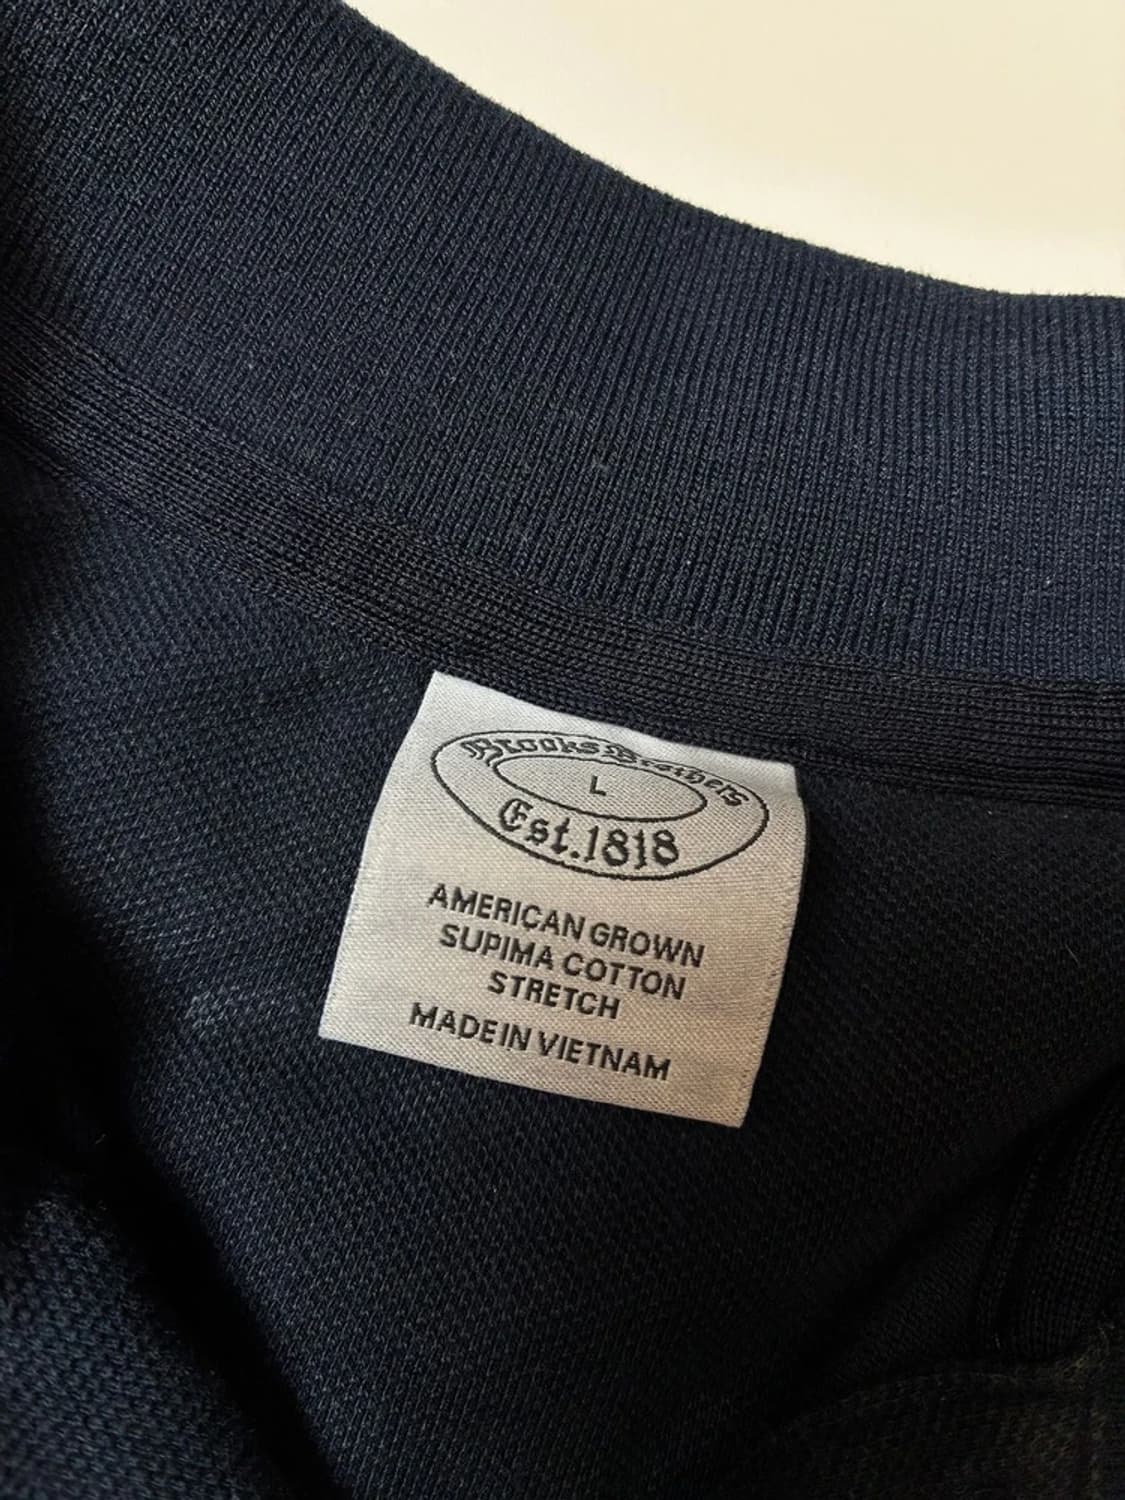 Brooks Brothers
L
Est.1818
AMERICAN GROWN
SUPIMA COTTON
STRETCH
MADE IN VIETNAM